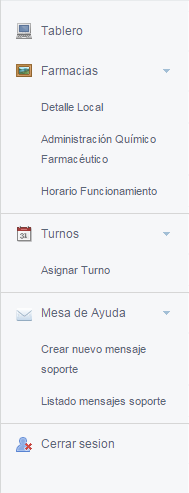 Tablero
Farmacias
Detalle Local
Administración Químico
Farmacéutico
Horario Funcionamiento
Turnos
Asignar Turno
Mesa de Ayuda
Crear nuevo mensaje
soporte
Listado mensajes soporte
Cerrar sesion